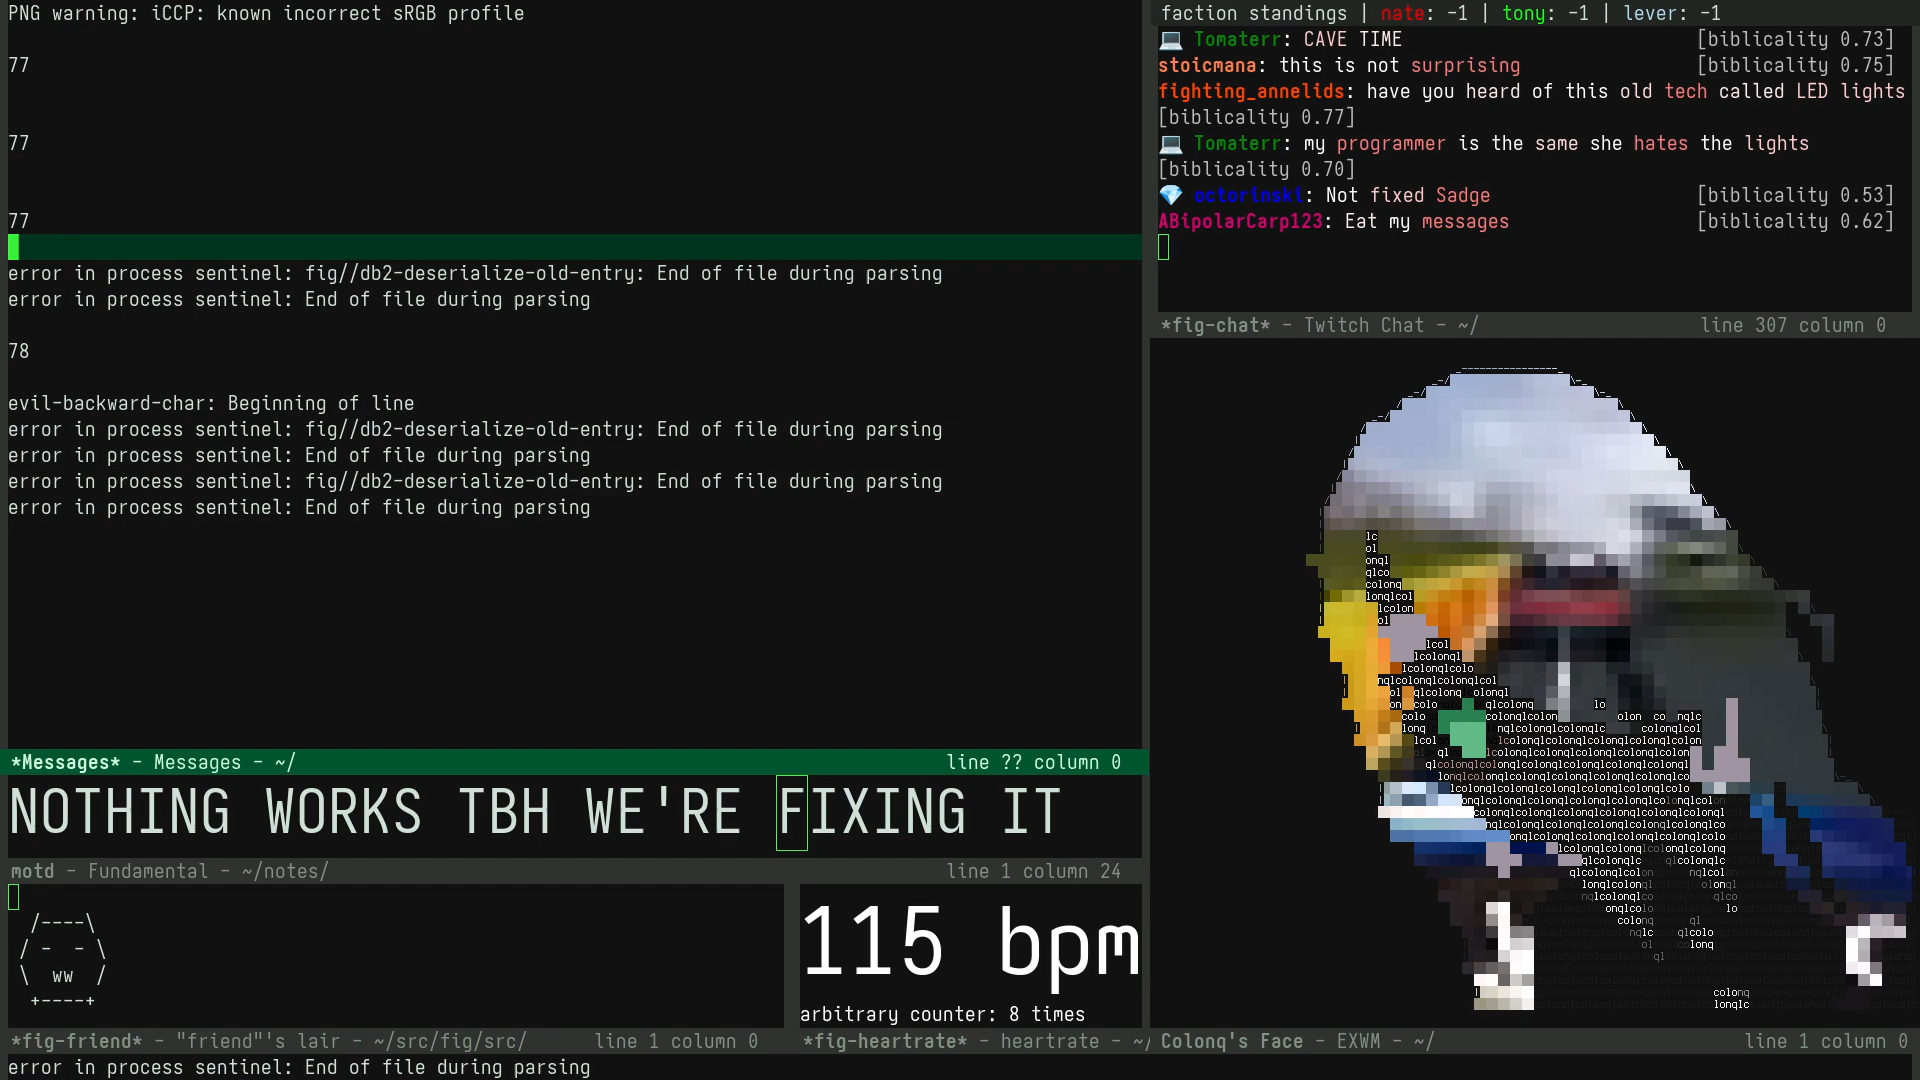 PNG warning: iCCP: known incorrect sRGB profile
77
77
77
error in process sentinel: fig//db2-deserialize-old-entry: End of file during parsing
error in process sentinel: End of file during parsing
78
evil-backward-char: Beginning of line
error in process sentinel: fig//db2-deserialize-old-entry: End of file during parsing
error in process sentinel: End of file during parsing
error in process sentinel: fig//db2-deserialize-old-entry: End of file during parsing
error in process sentinel: End of file during parsing
*Messages* - Messages - ~/ line ?? column 0
NOTHING WORKS TBH WE'RE FIXING IT
motd - Fundamental - ~/notes/ line 1 column 24
/----\
/ -  - \
\  ww  /
+----+
*fig-friend* - "friend"'s lair - ~/src/fig/src/ line 1 column 0
115 bpm
arbitrary counter: 8 times
*fig-heartrate* - heartrate - ~/
error in process sentinel: End of file during parsing
faction standings | nate: -1 | tony: -1 | lever: -1
💻 Tomaterr: CAVE TIME [biblicality 0.73]
stoicmana: this is not surprising [biblicality 0.75]
fighting_annelids: have you heard of this old tech called LED lights
[biblicality 0.77]
💻 Tomaterr: my programmer is the same she hates the lights
[biblicality 0.70]
💎 octorinski: Not fixed Sadge [biblicality 0.53]
ABipolarCarp123: Eat my messages [biblicality 0.62]
*fig-chat* - Twitch Chat - ~/ line 307 column 0
Colonq's Face - EXWM - ~/ line 1 column 0